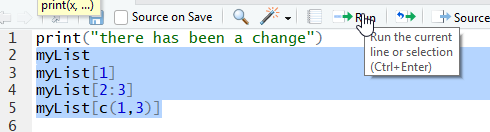 print(x, ...)
Source on Save
Run
Source
1 print("there has been a change")
2 myList
3 myList[1]
4 myList[2:3]
5 myList[c(1,3)]
6
Run the current
line or selection
(Ctrl+Enter)